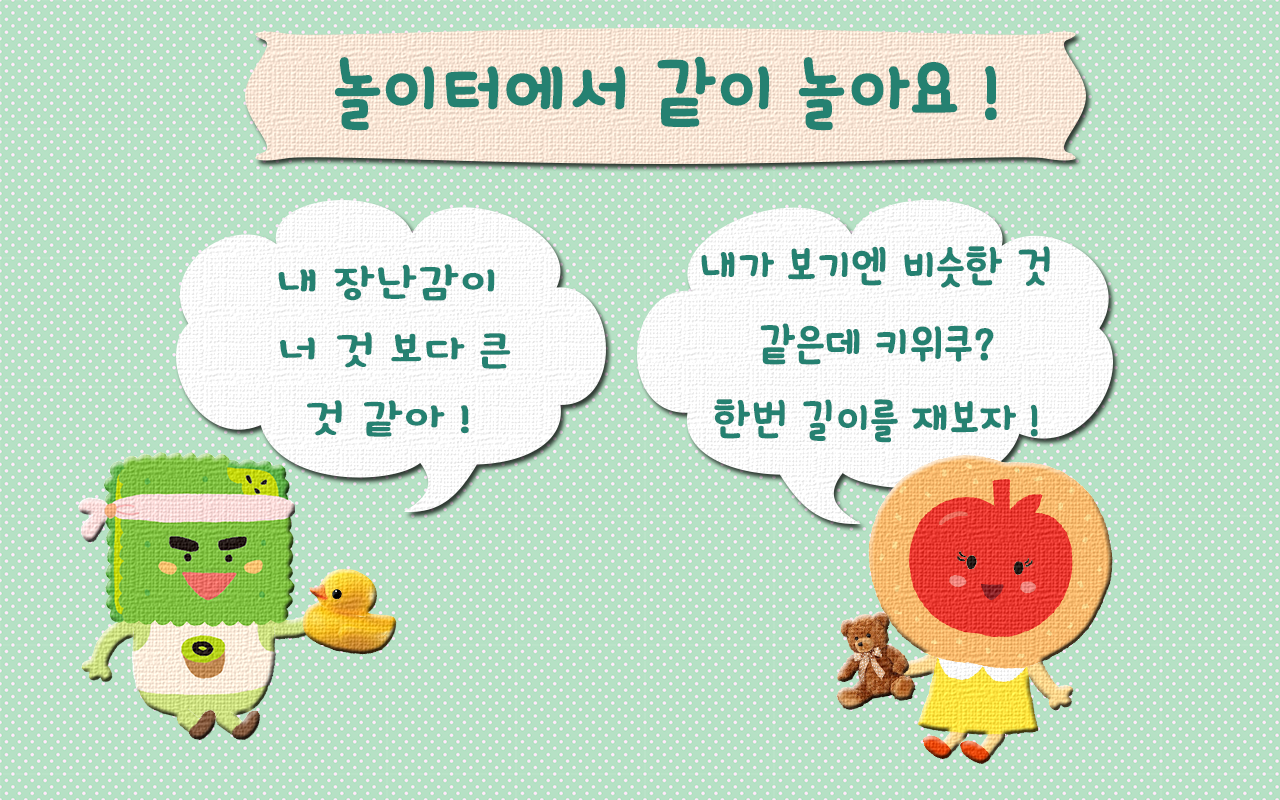 놀이터에서 같이 놀아요 !
내 장난감이
너 것 보다 큰
것 같아 !
내가 보기엔 비슷한 것
같은데 키위쿠?
한번 길이를 재보자 !